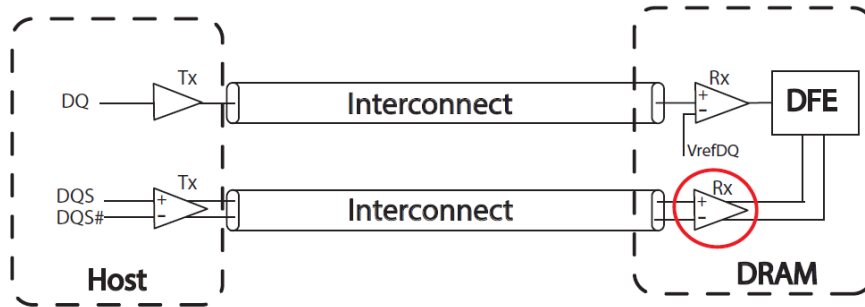 Tx
DQ
Interconnect
Rx
+
−
VrefDQ
DFE
DQS
DQS#
Tx
+
−
Interconnect
Rx
+
−
Host
DRAM